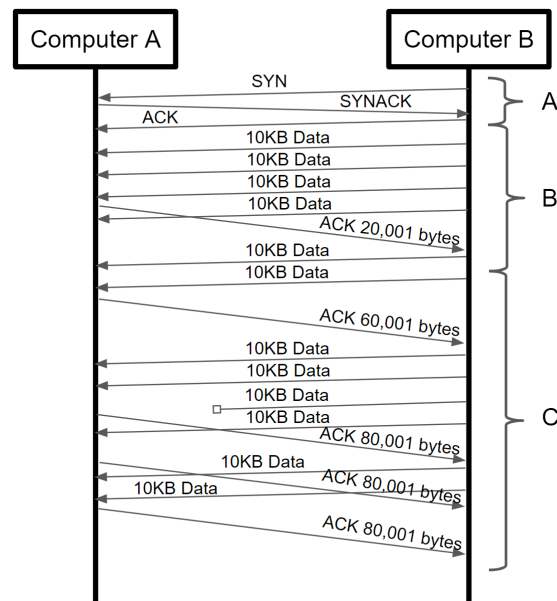 Computer A
Computer B
SYN
A
SYNACK
ACK
10KB Data
10KB Data
10KB Data
B
10KB Data
ACK 20,001 bytes
10KB Data
10KB Data
ACK 60,001 bytes
10KB Data
10KB Data
10KB Data
10KB Data
C
ACK 80,001 bytes
10KB Data
ACK 80,001 bytes
10KB Data
ACK 80,001 bytes